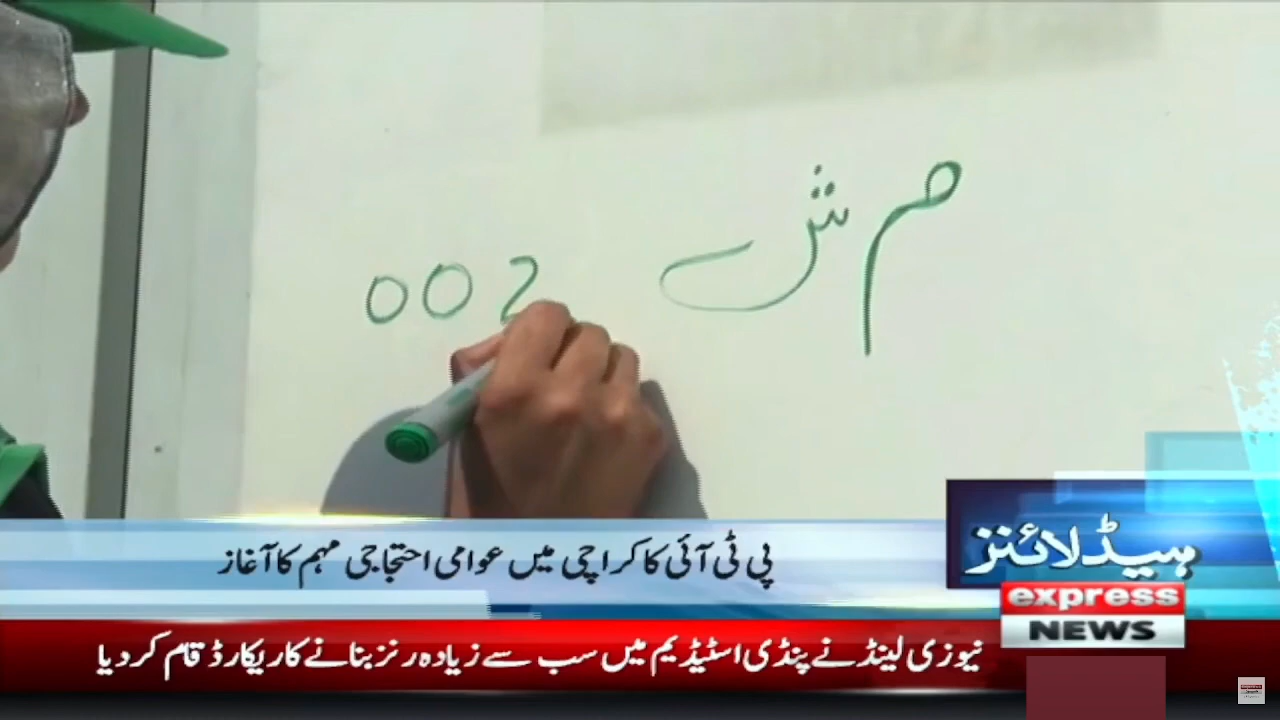 م ش 002
پی ٹی آئی کا کراچی میں عوامی احتجاجی مہم کا آغاز
ہیڈلائنز
express
NEWS
نیوزی لینڈ نے پنڈی اسٹیڈیم میں سب سے زیادہ رنز بنانے کا ریکارڈ قام کردیا